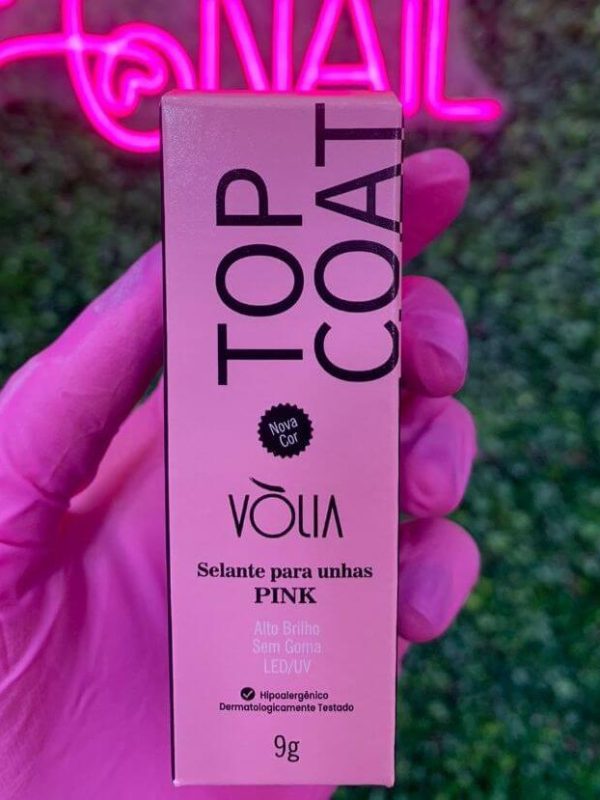 NAIL
TOP
COAT
Nova
Cor
VÒLIA
Selante para unhas
PINK
Alto Brilho
Sem Goma
LED/UV
Hipoalergênico
Dermatologicamente Testado
9g